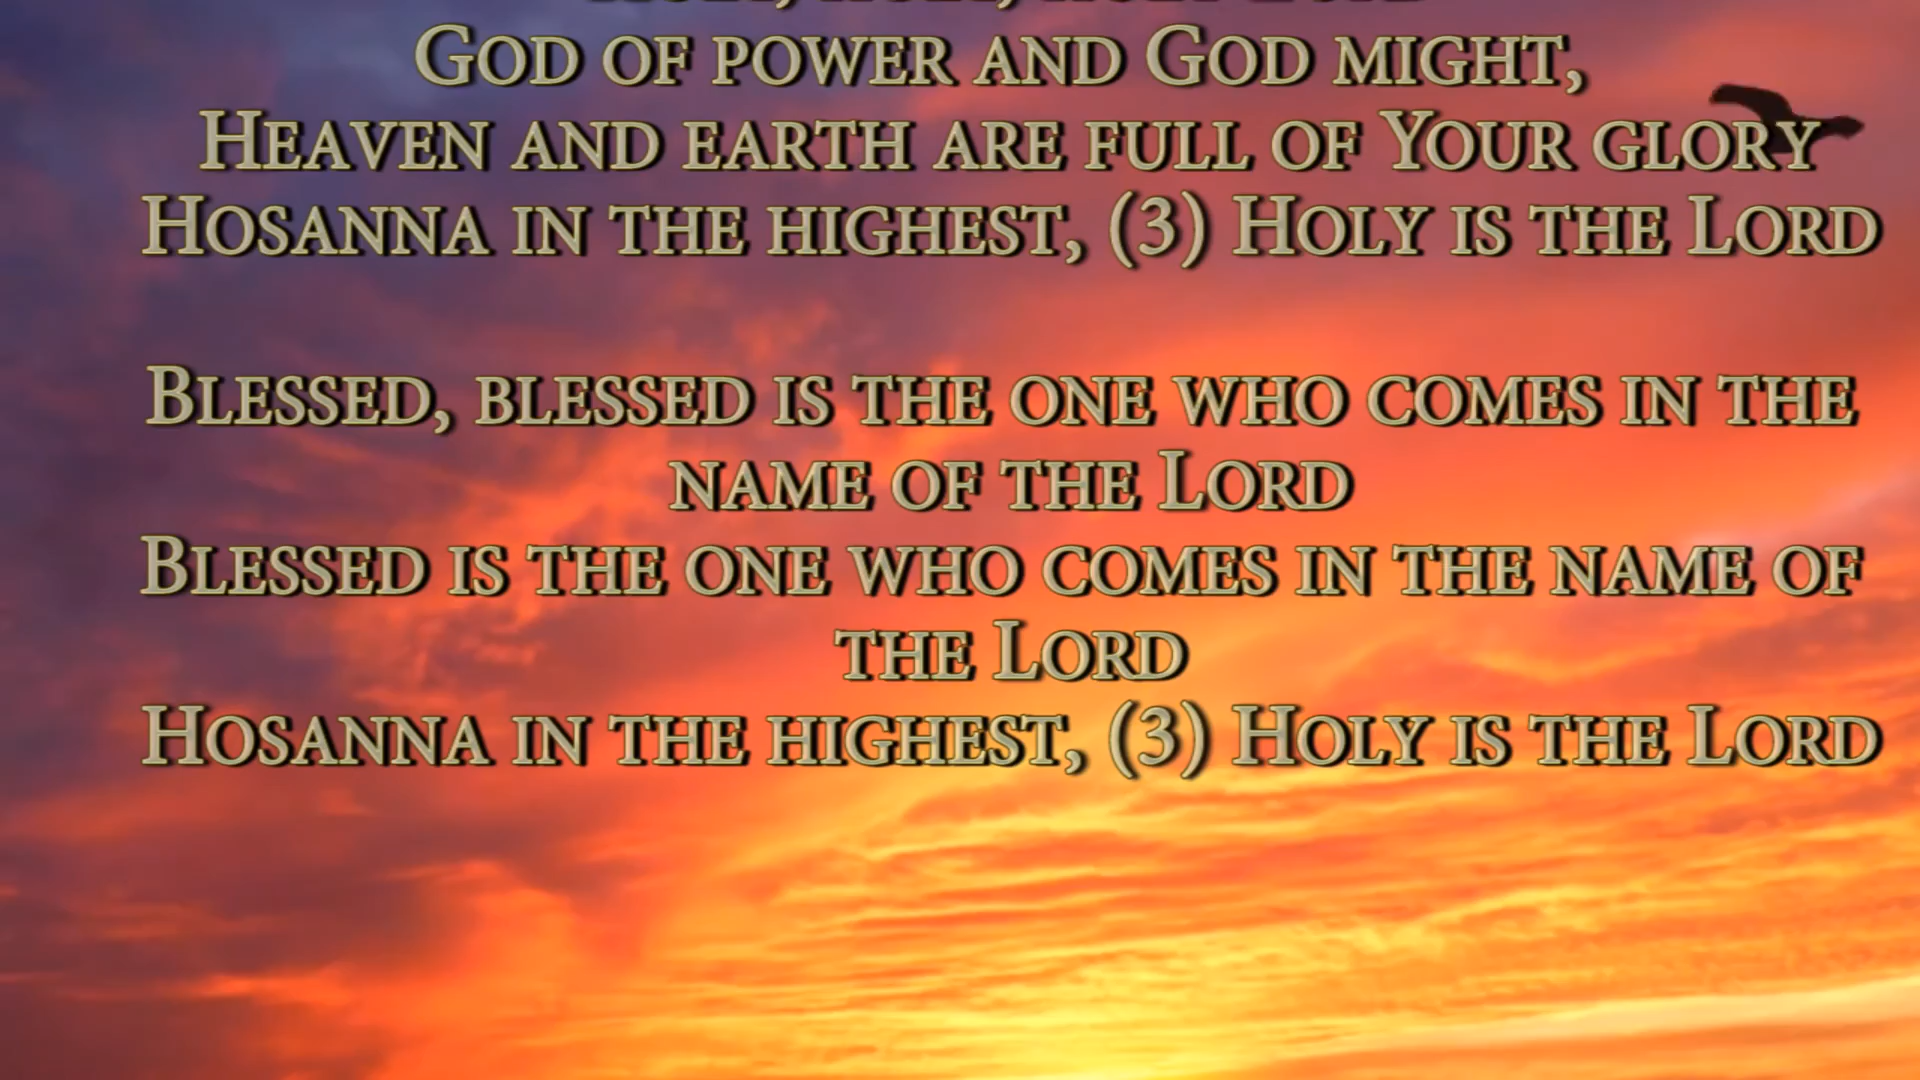 God of power and God might,
Heaven and earth are full of Your glory
Hosanna in the highest, (3) Holy is the Lord
Blessed, blessed is the one who comes in the
name of the Lord
Blessed is the one who comes in the name of
the Lord
Hosanna in the highest, (3) Holy is the Lord